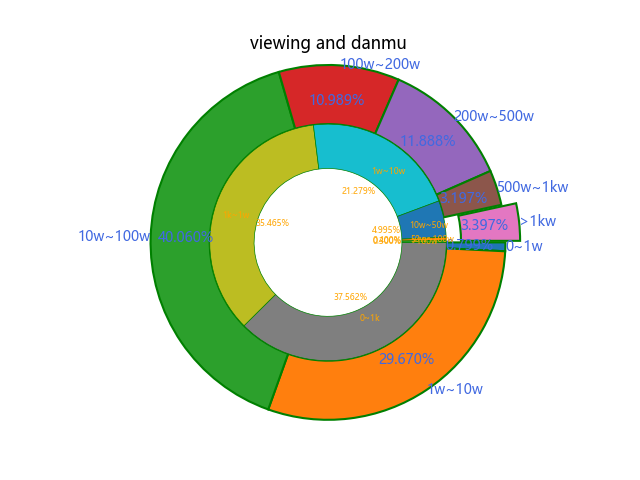 viewing and danmu
100w~200w
10.989%
200w~500w
11.888%
500w~1kw
3.197%
>1kw
3.397%
0~1w
10w~100w
1w~10w
21.279%
35.465%
10w~50w
4.995%
37.562%
0~1k
29.670%
1w~10w